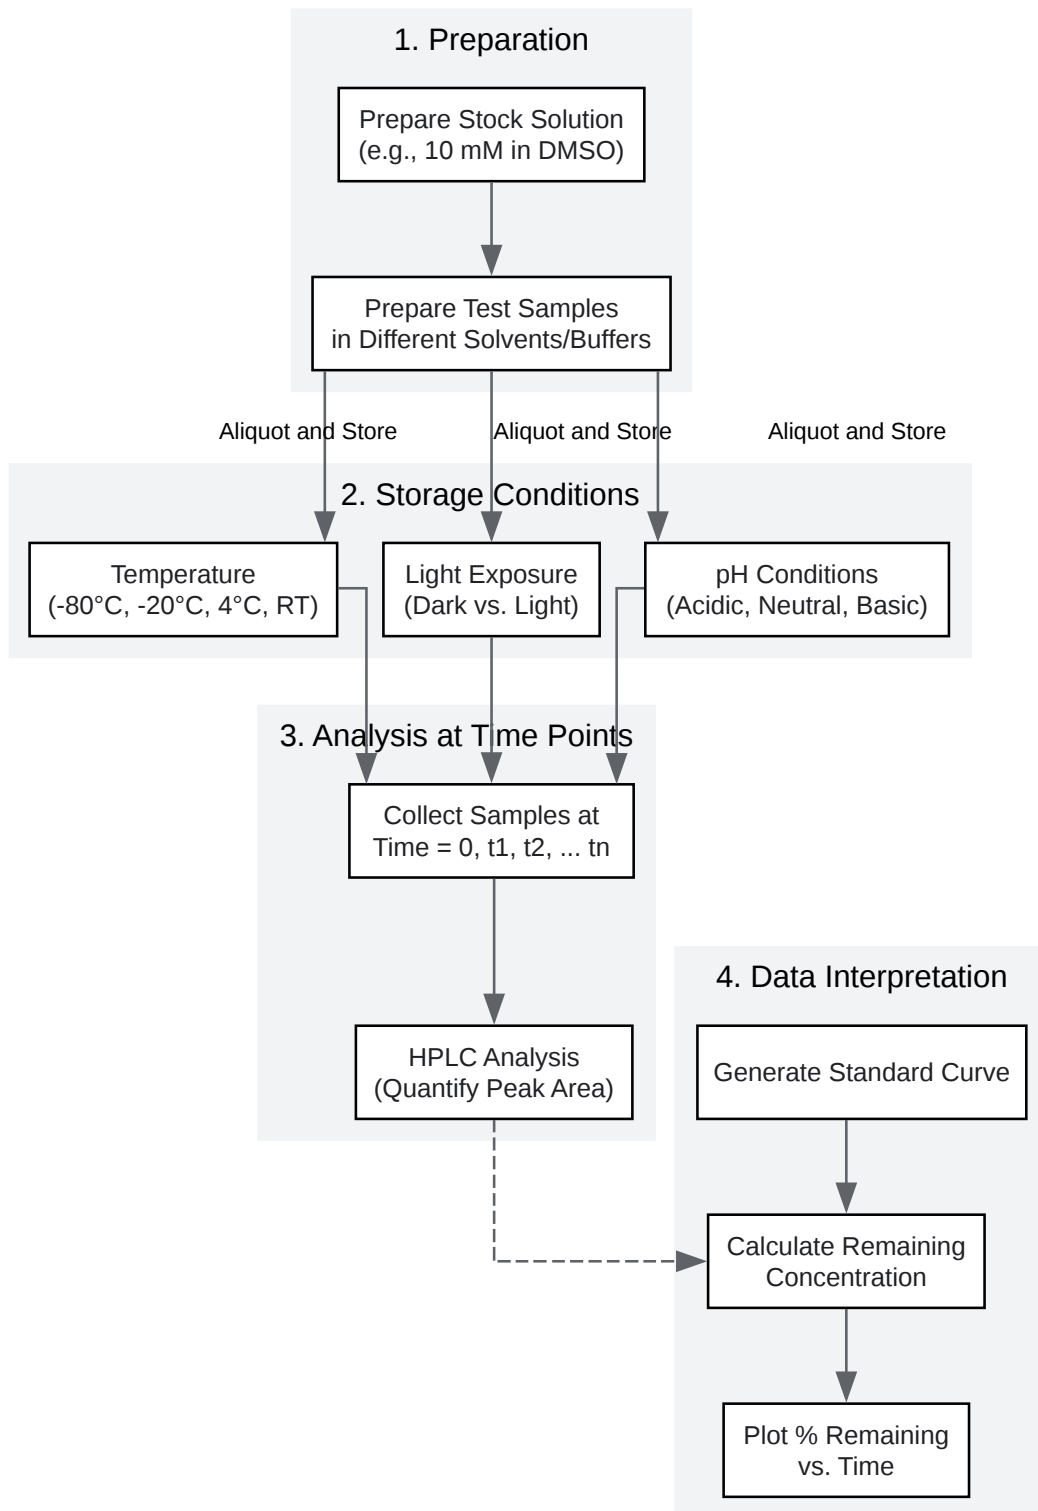 1. Preparation
Prepare Stock Solution
(e.g., 10 mM in DMSO)
Prepare Test Samples
in Different Solvents/Buffers
Aliquot and Store
Aliquot and Store
Aliquot and Store
2. Storage Conditions
Temperature
(-80°C, -20°C, 4°C, RT)
Light Exposure
(Dark vs. Light)
pH Conditions
(Acidic, Neutral, Basic)
3. Analysis at Time Points
Collect Samples at
Time = 0, t1, t2, ... tn
HPLC Analysis
(Quantify Peak Area)
4. Data Interpretation
Generate Standard Curve
Calculate Remaining
Concentration
Plot % Remaining
vs. Time